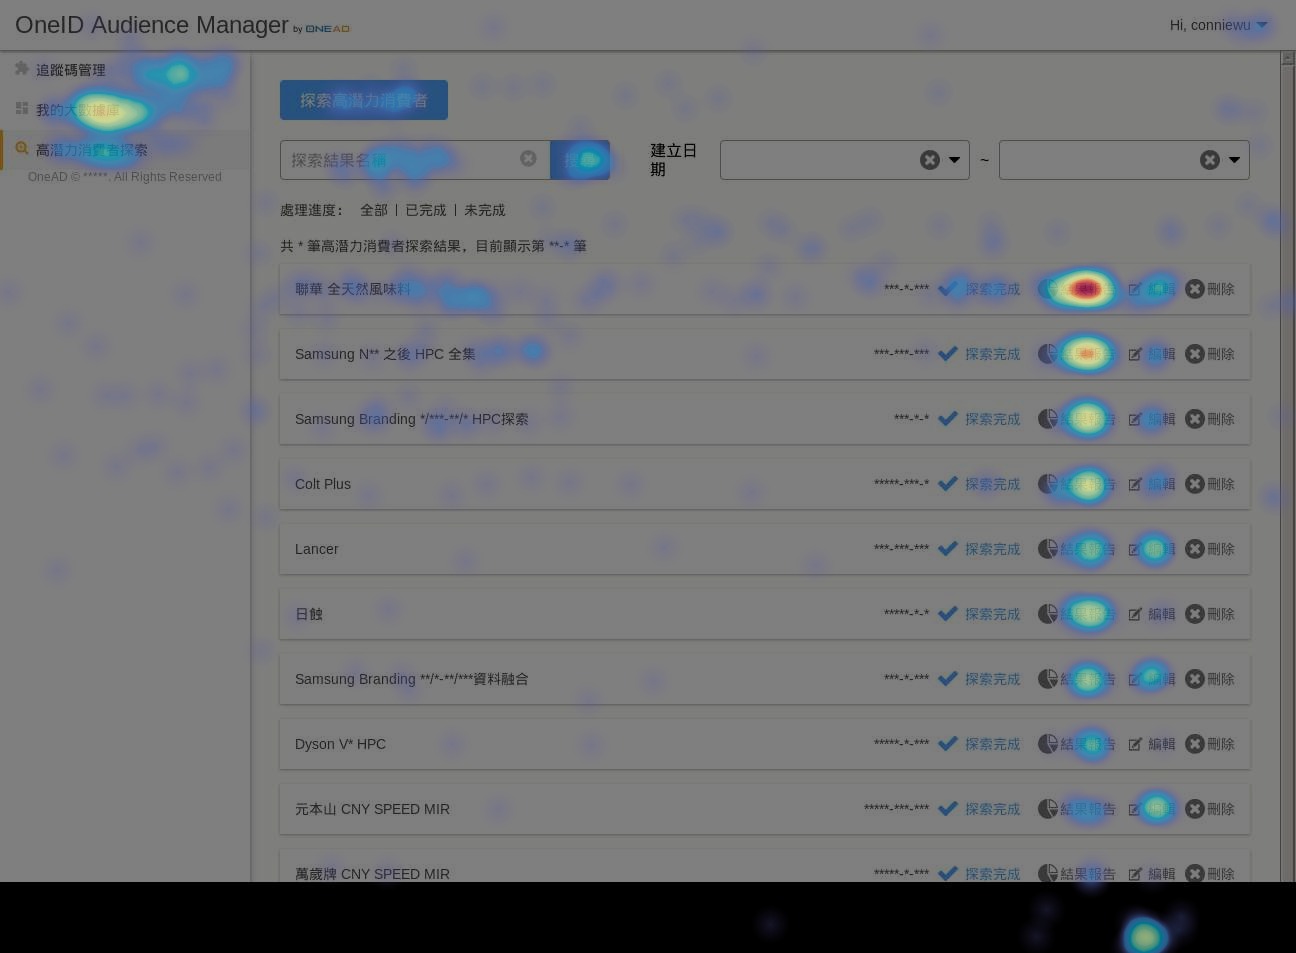 OneID Audience Manager by ONEAD
Hi, conniewu
追蹤碼管理
我的大數據庫
高潛力消費者探索
OneAD © *****. All Rights Reserved
探索高潛力消費者
探索結果名稱
搜尋
建立日期
~
處理進度： 全部 | 已完成 | 未完成
共 * 筆高潛力消費者探索結果，目前顯示第 **-* 筆
聯華 全天然風味料 ***-*-*** 探索完成 結果報告 編輯 刪除
Samsung N** 之後 HPC 全集 ***-***-*** 探索完成 結果報告 編輯 刪除
Samsung Branding */***-**/* HPC探索 ***-*-* 探索完成 結果報告 編輯 刪除
Colt Plus *****-***-* 探索完成 結果報告 編輯 刪除
Lancer ***-***-*** 探索完成 結果報告 編輯 刪除
日蝕 *****-*-* 探索完成 結果報告 編輯 刪除
Samsung Branding **/*-**/***資料融合 ***-*-*** 探索完成 結果報告 編輯 刪除
Dyson V* HPC *****-*-*** 探索完成 結果報告 編輯 刪除
元本山 CNY SPEED MIR *****-***-*** 探索完成 結果報告 編輯 刪除
萬歲牌 CNY SPEED MIR ***-*-*** 探索完成 結果報告 編輯 刪除